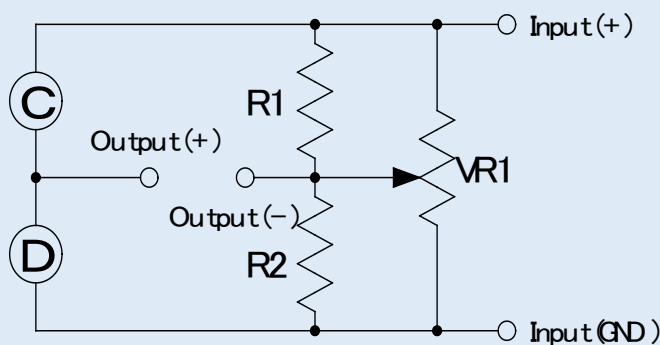 Input(+)
C
R1
Output(+)
VR1
Output(-)
D
R2
Input(GND)